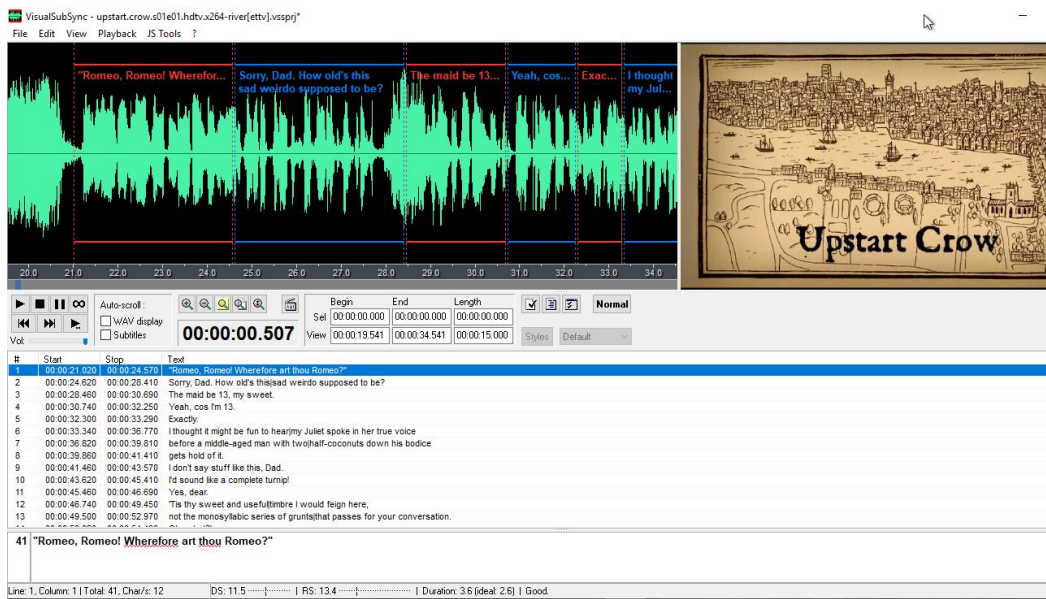 VisualSubSync - upstart.crow.s01e01.hdtv.x264-river[ettv].vssprj*
File Edit View Playback JS Tools ?
"Romeo, Romeo! Wherefor...
Sorry, Dad. How old's this
sad weirdo supposed to be?
The maid be 13...
Yeah, cos...
Exac...
I thought
my Jul...
Upstart Crow
20.0 21.0 22.0 23.0 24.0 25.0 26.0 27.0 28.0 29.0 30.0 31.0 32.0 33.0 34.0
Auto-scroll :
WAV display
Subtitles
Vol:
00:00:00.507
Begin End Length
Sel 00:00:00.000 00:00:00.000 00:00:00.000
View 00:00:19.541 00:00:34.541 00:00:15.000
Normal
Styles Default
# Start Stop Text
1 00:00:21.020 00:00:24.570 "Romeo, Romeo! Wherefore art thou Romeo?"
2 00:00:24.620 00:00:28.410 Sorry, Dad. How old's this|sad weirdo supposed to be?
3 00:00:28.460 00:00:30.690 The maid be 13, my sweet.
4 00:00:30.740 00:00:32.250 Yeah, cos I'm 13.
5 00:00:32.300 00:00:33.290 Exactly.
6 00:00:33.340 00:00:36.770 I thought it might be fun to hear|my Juliet spoke in her true voice
7 00:00:36.820 00:00:39.810 before a middle-aged man with two|half-coconuts down his bodice
8 00:00:39.860 00:00:41.410 gets hold of it.
9 00:00:41.460 00:00:43.570 I don't say stuff like this, Dad.
10 00:00:43.620 00:00:45.410 I'd sound like a complete turnip!
11 00:00:45.460 00:00:46.690 Yes, dear.
12 00:00:46.740 00:00:49.450 'Tis thy sweet and useful|timbre I would feign here,
13 00:00:49.500 00:00:52.970 not the monosyllabic series of grunts|that passes for your conversation.
41 "Romeo, Romeo! Wherefore art thou Romeo?"
Line: 1, Column: 1 | Total: 41, Char/s: 12 DS: 11.5 | RS: 13.4 | Duration: 3.6 (ideal: 2.6) | Good